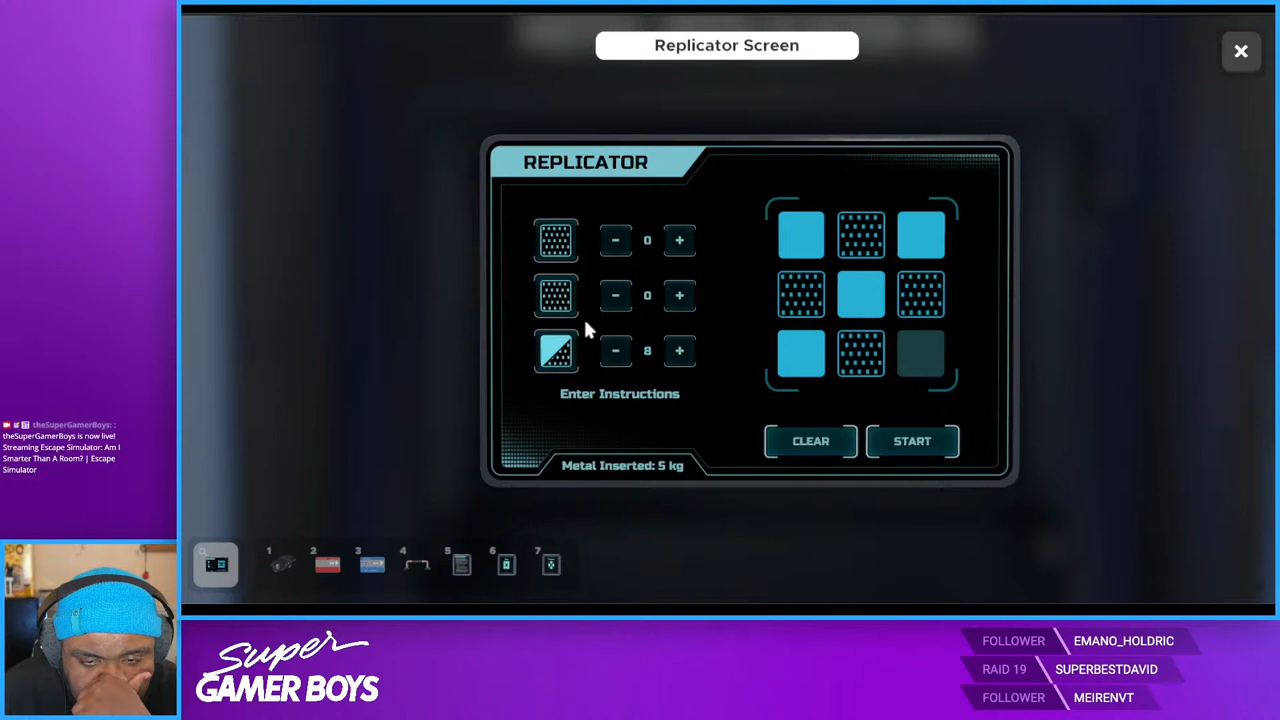 Replicator Screen
REPLICATOR
- 0 +
- 0 +
- 8 +
Enter Instructions
CLEAR
START
Metal Inserted: 5 kg
theSuperGamerBoys: :
theSuperGamerBoys is now live!
Streaming Escape Simulator: Am I
Smarter Than A Room? | Escape
Simulator
1
2
3
4
5
6
7
Super
GAMER BOYS
FOLLOWER EMANO_HOLDRIC
RAID 19 SUPERBESTDAVID
FOLLOWER MEIRENVT